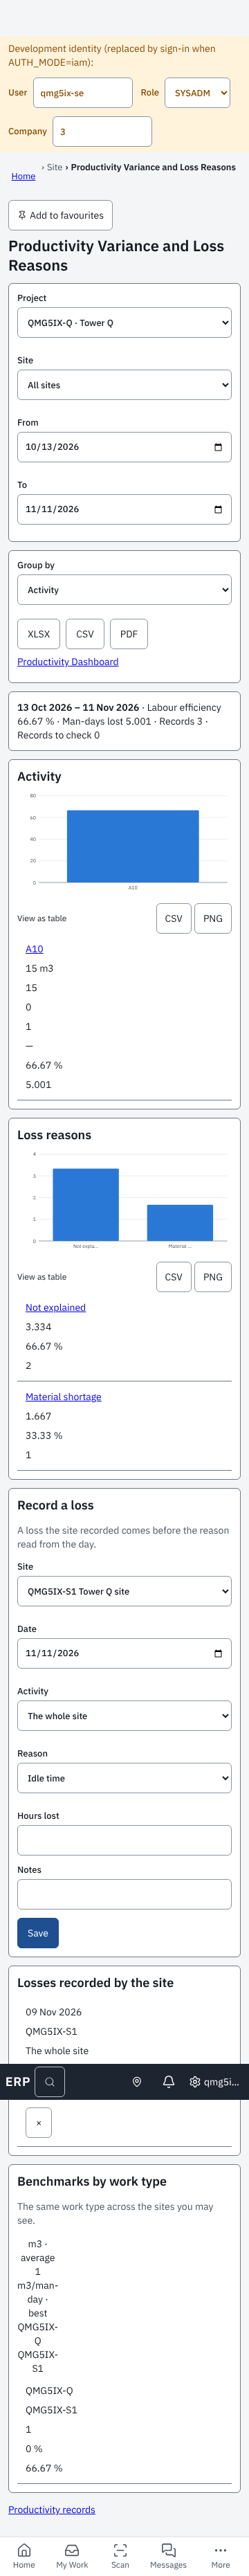 Development identity (replaced by sign-in when
AUTH_MODE=iam):
User qmg5ix-se Role SYSADM
Company 3
Home › Site › Productivity Variance and Loss Reasons
Add to favourites
Productivity Variance and Loss
Reasons
Project
QMG5IX-Q · Tower Q
Site
All sites
From
10/13/2026
To
11/11/2026
Group by
Activity
XLSX CSV PDF
Productivity Dashboard
13 Oct 2026 – 11 Nov 2026 · Labour efficiency
66.67 % · Man-days lost 5.001 · Records 3 ·
Records to check 0
Activity
80
60
40
20
0
A10
View as table CSV PNG
A10
15 m3
15
0
1
—
66.67 %
5.001
Loss reasons
4
3
2
1
0
Not expla... Material ...
View as table CSV PNG
Not explained
3.334
66.67 %
2
Material shortage
1.667
33.33 %
1
Record a loss
A loss the site recorded comes before the reason
read from the daily.
Site
QMG5IX-S1 Tower Q site
Date
11/11/2026
Activity
The whole site
Reason
Idle time
Hours lost
Notes
Save
Losses recorded by the site
09 Nov 2026
QMG5IX-S1
The whole site
ERP qmg5i...
×
Benchmarks by work type
The same work type across the sites you may
see.
m3 ·
average
1
m3/man-
day ·
best
QMG5IX-
Q
QMG5IX-
S1
QMG5IX-Q
QMG5IX-S1
1
0 %
66.67 %
Productivity records
Home My Work Scan Messages More